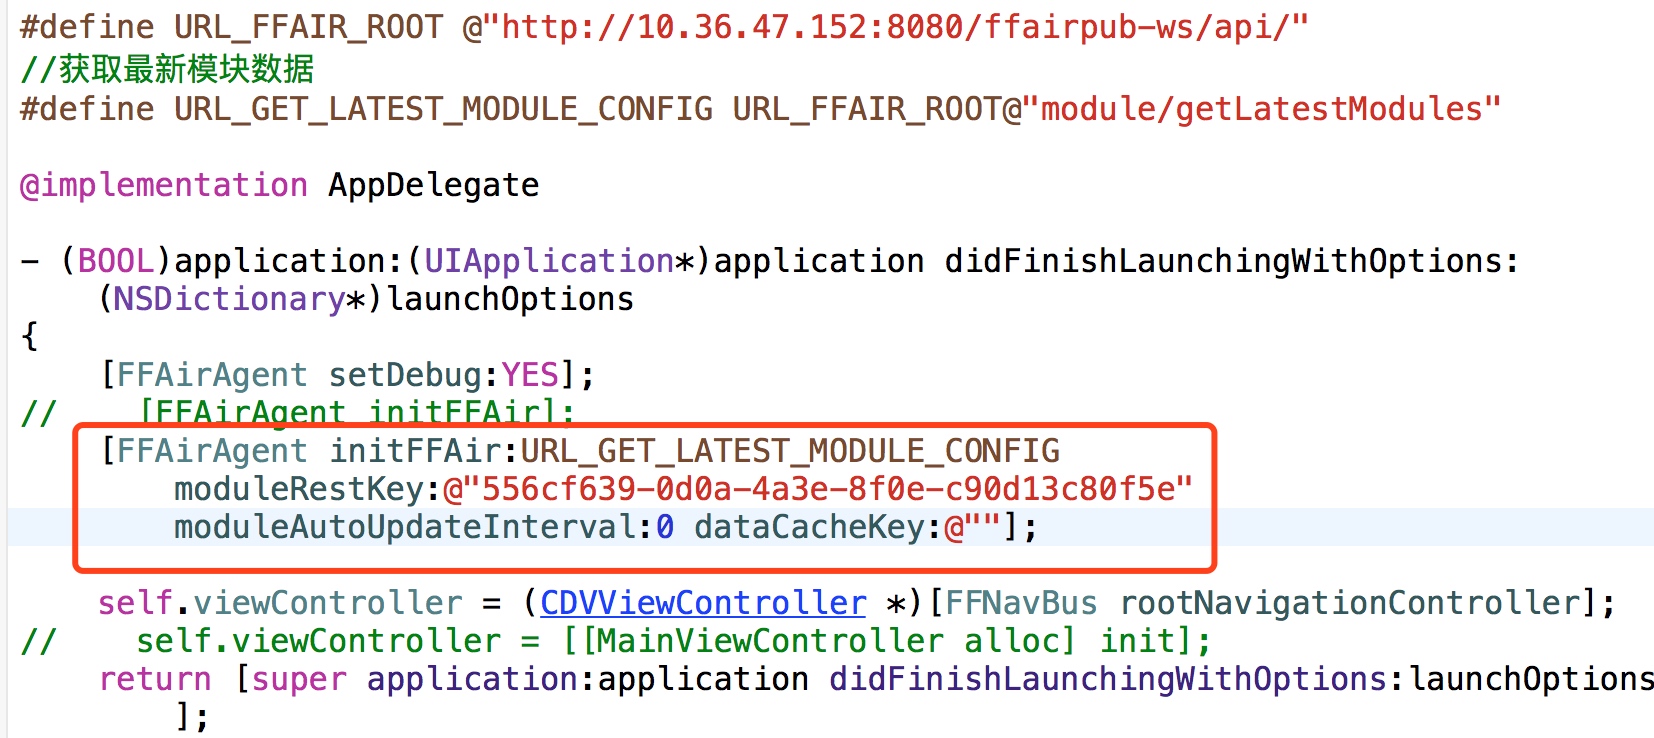 #define URL_FFAIR_ROOT @"http://10.36.47.152:8080/ffairpub-ws/api/"
//获取最新模块数据
#define URL_GET_LATEST_MODULE_CONFIG URL_FFAIR_ROOT@"module/getLatestModules"
@implementation AppDelegate
- (BOOL)application:(UIApplication*)application didFinishLaunchingWithOptions:
(NSDictionary*)launchOptions
{
[FFAirAgent setDebug:YES];
// [FFAirAgent initFFAir];
[FFAirAgent initFFAir:URL_GET_LATEST_MODULE_CONFIG
moduleRestKey:@"556cf639-0d0a-4a3e-8f0e-c90d13c80f5e"
moduleAutoUpdateInterval:0 dataCacheKey:@""];
self.viewController = (CDVViewController *)[FFNavBus rootNavigationController];
// self.viewController = [[MainViewController alloc] init];
return [super application:application didFinishLaunchingWithOptions:launchOptions
];